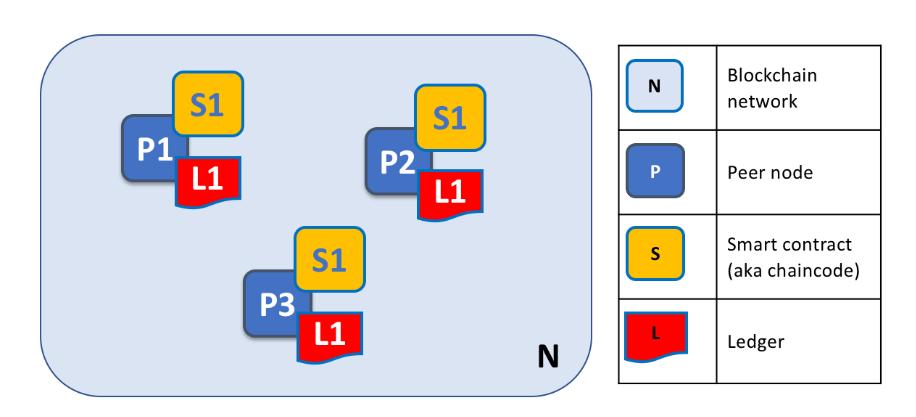 S1
P1
L1
S1
P2
L1
S1
P3
L1
N
N
Blockchain
network
P
Peer node
S
Smart contract
(aka chaincode)
L
Ledger